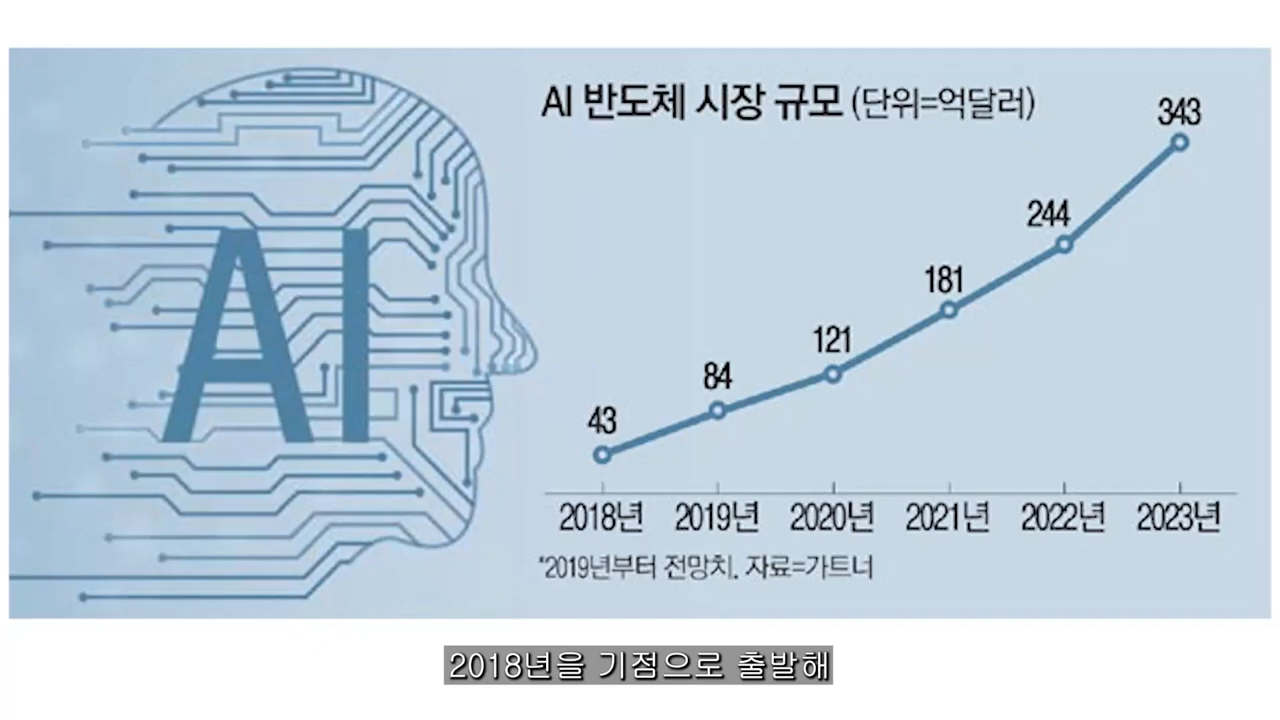 AI
AI 반도체 시장 규모 (단위=억달러)
43
84
121
181
244
343
2018년 2019년 2020년 2021년 2022년 2023년
*2019년부터 전망치. 자료=가트너
2018년을 기점으로 출발해